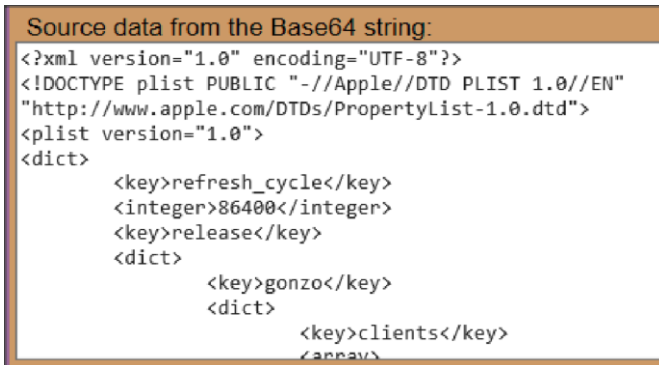 Source data from the Base64 string:
<?xml version="1.0" encoding="UTF-8"?>
<!DOCTYPE plist PUBLIC "-//Apple//DTD PLIST 1.0//EN"
"http://www.apple.com/DTDs/PropertyList-1.0.dtd">
<plist version="1.0">
<dict>
        <key>refresh_cycle</key>
        <integer>86400</integer>
        <key>release</key>
        <dict>
                <key>gonzo</key>
                <dict>
                        <key>clients</key>
                        <array>